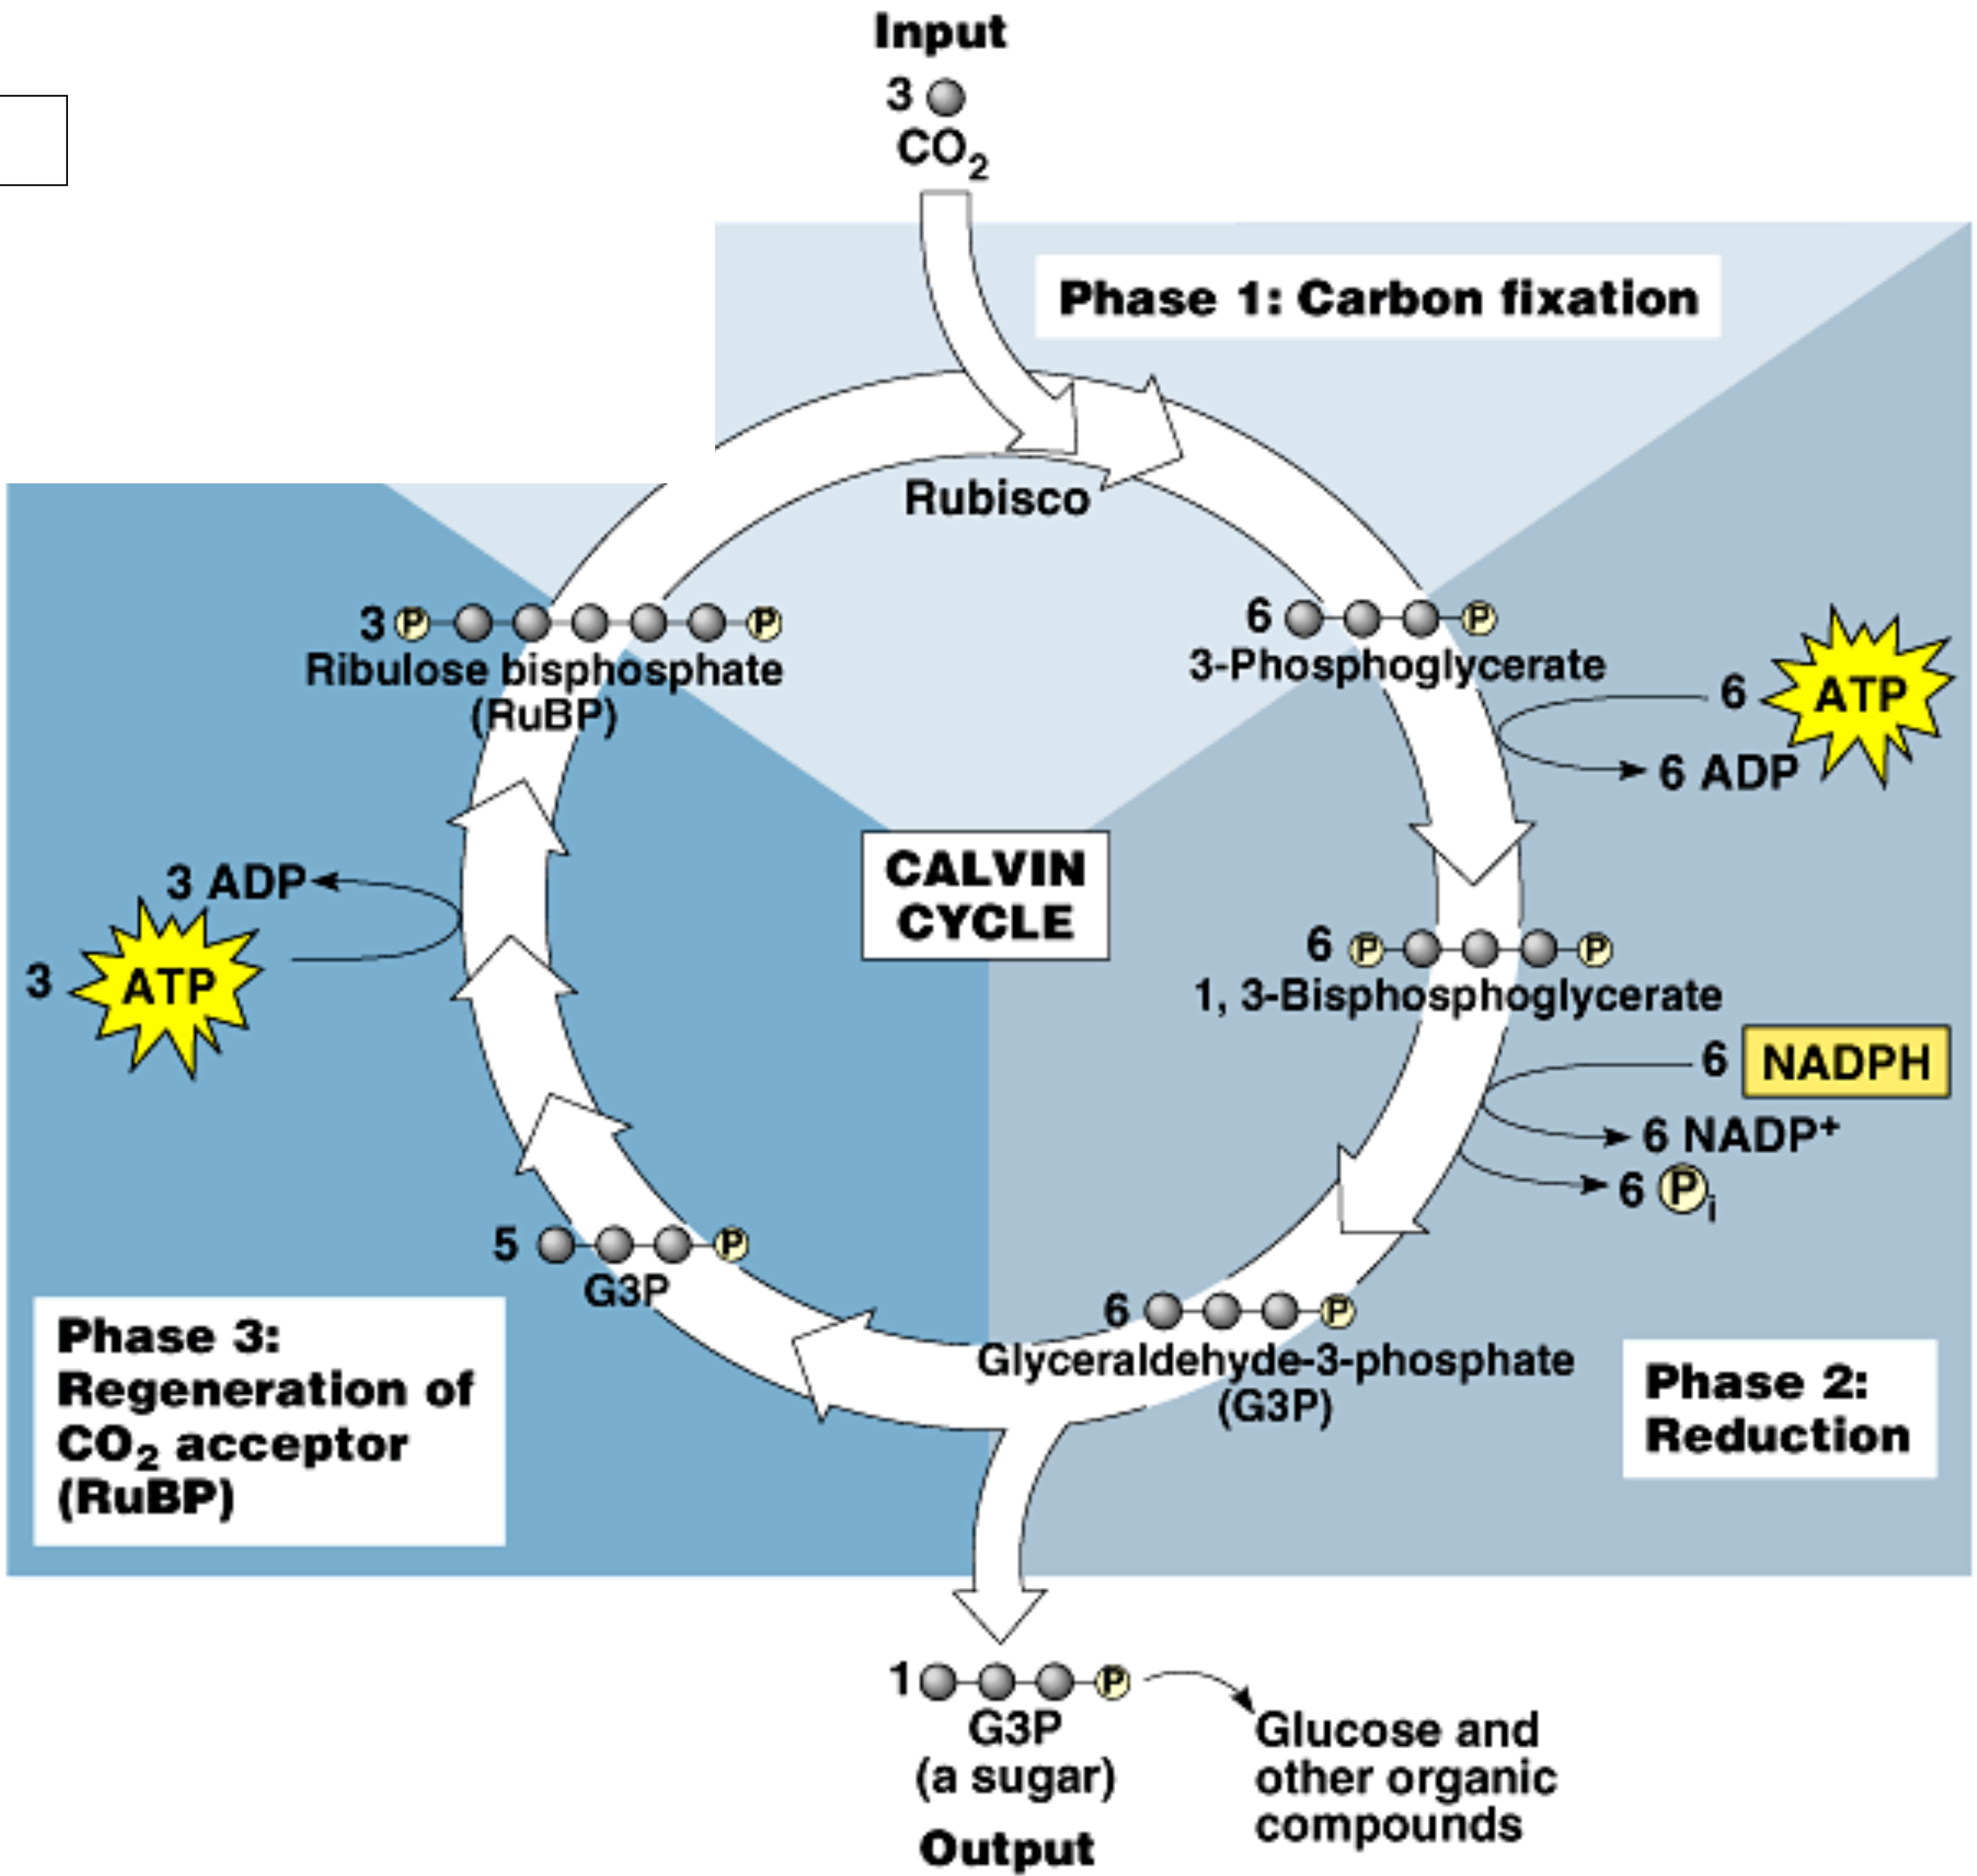 Input
3
CO₂
Phase 1: Carbon fixation
Rubisco
3 P P
Ribulose bisphosphate
(RuBP)
6 P
3-Phosphoglycerate
6 ATP
6 ADP
CALVIN
CYCLE
3 ADP
3 ATP
6 P P
1, 3-Bisphosphoglycerate
6 NADPH
6 NADP⁺
6 Pᵢ
5 P
G3P
6 P
Glyceraldehyde-3-phosphate
(G3P)
Phase 3:
Regeneration of
CO₂ acceptor
(RuBP)
Phase 2:
Reduction
1 P
G3P
(a sugar)
Output
Glucose and
other organic
compounds